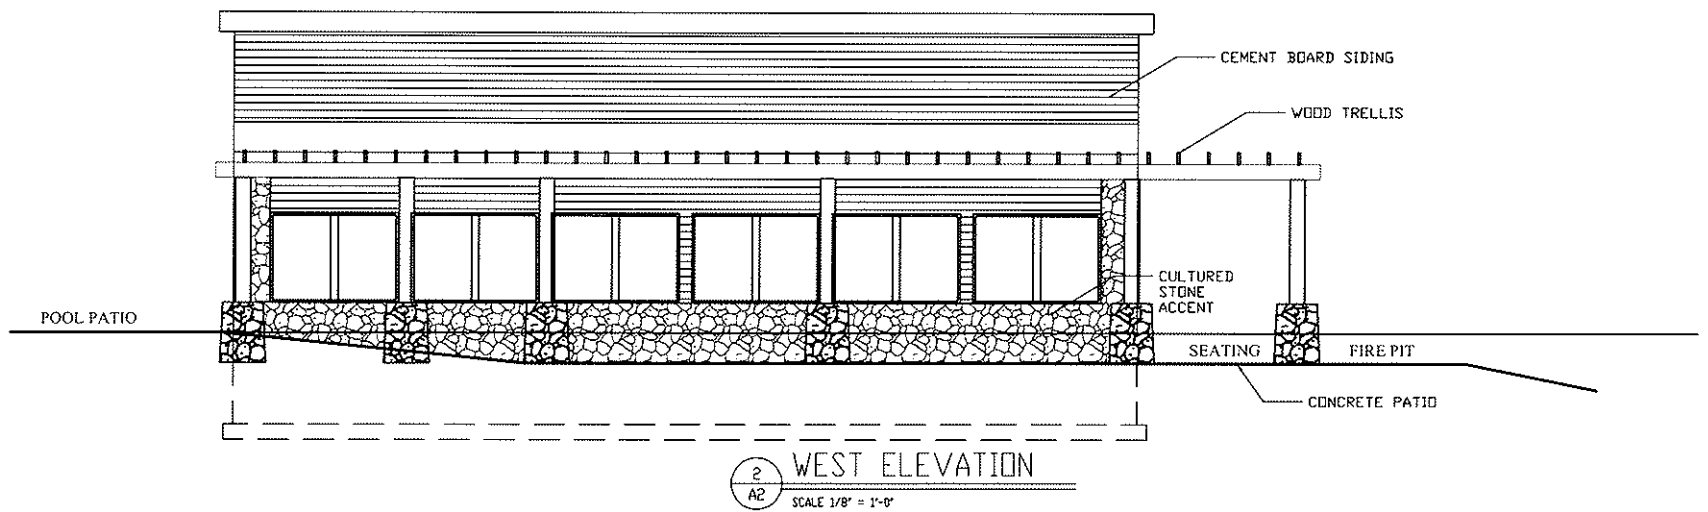 CEMENT BOARD SIDING
WOOD TRELLIS
CULTURED
STONE
ACCENT
POOL PATIO
SEATING
FIRE PIT
CONCRETE PATIO
2
A2
WEST ELEVATION
SCALE 1/8" = 1'-0"